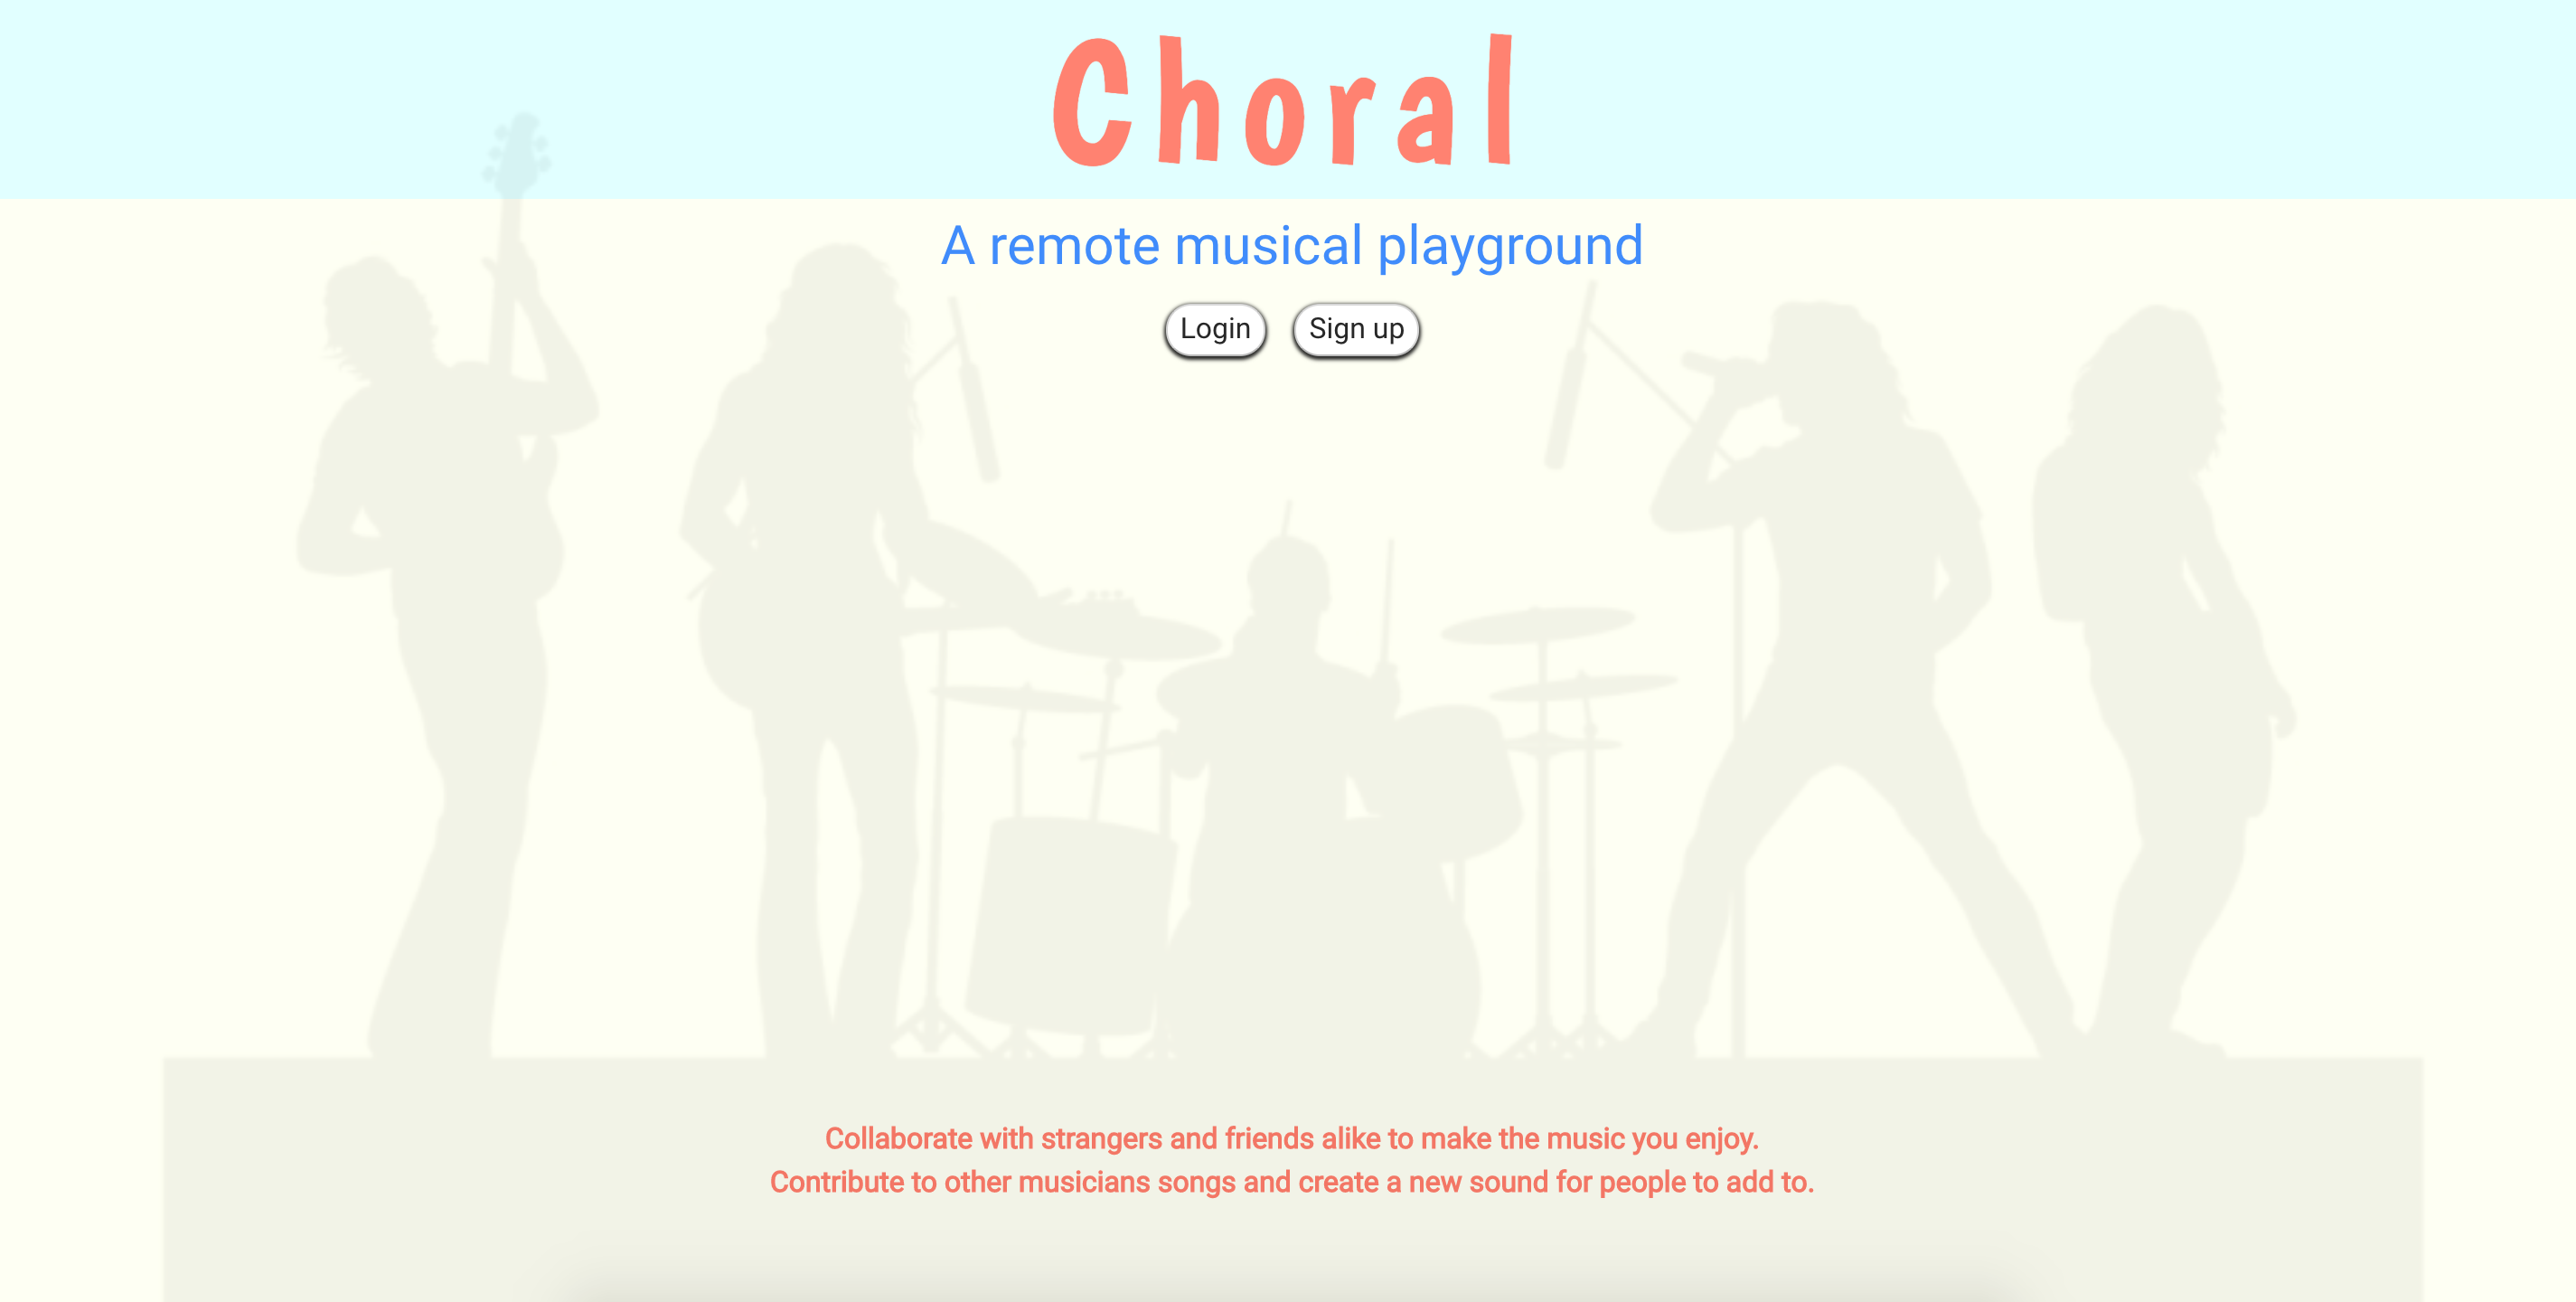 Choral
A remote musical playground
Login Sign up
Collaborate with strangers and friends alike to make the music you enjoy.
Contribute to other musicians songs and create a new sound for people to add to.